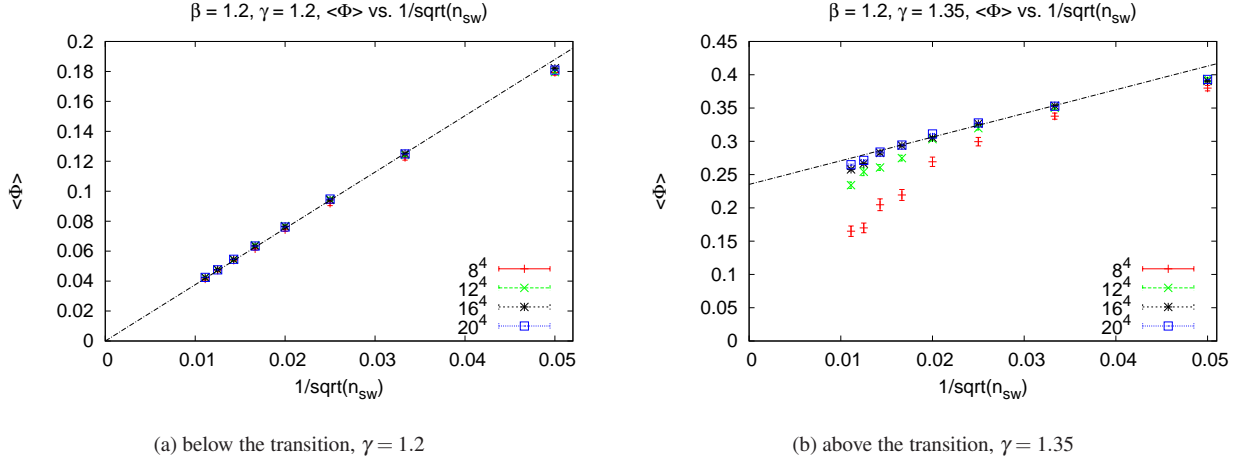 β = 1.2, γ = 1.2, <Φ> vs. 1/sqrt(n_sw)
0.2
0.18
0.16
0.14
0.12
0.1
0.08
0.06
0.04
0.02
0
<Φ>
8^4
12^4
16^4
20^4
0 0.01 0.02 0.03 0.04 0.05
1/sqrt(n_sw)
(a) below the transition, γ = 1.2
β = 1.2, γ = 1.35, <Φ> vs. 1/sqrt(n_sw)
0.45
0.4
0.35
0.3
0.25
0.2
0.15
0.1
0.05
0
<Φ>
8^4
12^4
16^4
20^4
0 0.01 0.02 0.03 0.04 0.05
1/sqrt(n_sw)
(b) above the transition, γ = 1.35